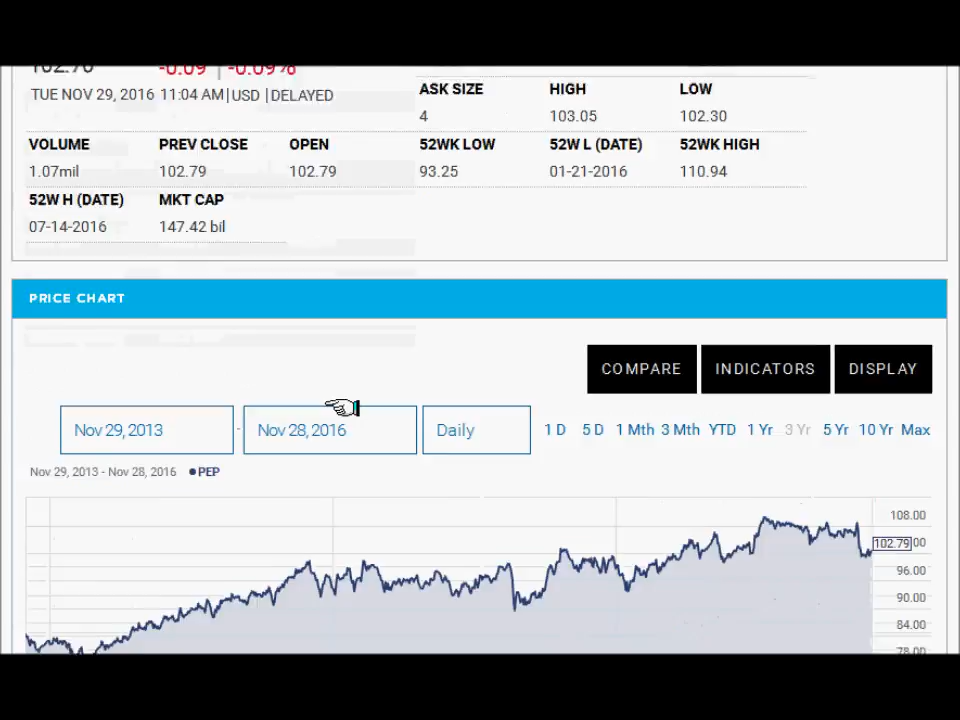 102.70 -0.09 -0.09%
TUE NOV 29, 2016 11:04 AM|USD |DELAYED
ASK SIZE HIGH LOW
4 103.05 102.30
VOLUME PREV CLOSE OPEN 52WK LOW 52W L (DATE) 52WK HIGH
1.07mil 102.79 102.79 93.25 01-21-2016 110.94
52W H (DATE) MKT CAP
07-14-2016 147.42 bil
PRICE CHART
COMPARE INDICATORS DISPLAY
Nov 29, 2013 - Nov 28, 2016 Daily 1 D 5 D 1 Mth 3 Mth YTD 1 Yr 3 Yr 5 Yr 10 Yr Max
Nov 29, 2013 - Nov 28, 2016 PEP
108.00
102.79
96.00
90.00
84.00
78.00